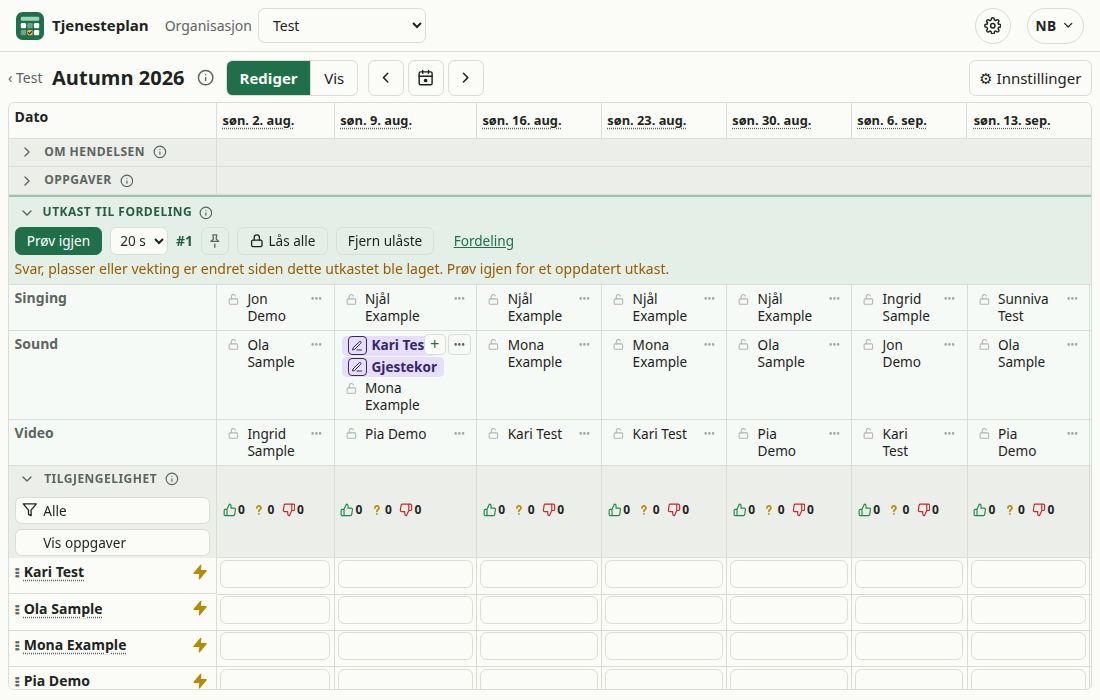 Tjenesteplan Organisasjon Test NB
‹ Test Autumn 2026 Rediger Vis Innstillinger
Dato søn. 2. aug. søn. 9. aug. søn. 16. aug. søn. 23. aug. søn. 30. aug. søn. 6. sep. søn. 13. sep.
OM HENDELSEN
OPPGAVER
UTKAST TIL FORDELING
Prøv igjen 20 s #1 Lås alle Fjern ulåste Fordeling
Svar, plasser eller vekting er endret siden dette utkastet ble laget. Prøv igjen for et oppdatert utkast.
Singing Jon Njål Njål Njål Njål Ingrid Sunniva
Demo Example Example Example Example Sample Test
Sound Ola Kari Tes + Mona Mona Ola Jon Ola
Sample Gjestekor Example Example Sample Demo Sample
Mona
Example
Video Ingrid Pia Demo Kari Test Kari Test Pia Kari Pia
Sample Demo Test Demo
TILGJENGELIGHET
Alle 0 ? 0 0 0 ? 0 0 0 ? 0 0 0 ? 0 0 0 ? 0 0 0 ? 0 0 0 ? 0 0
Vis oppgaver
Kari Test
Ola Sample
Mona Example
Pia Demo